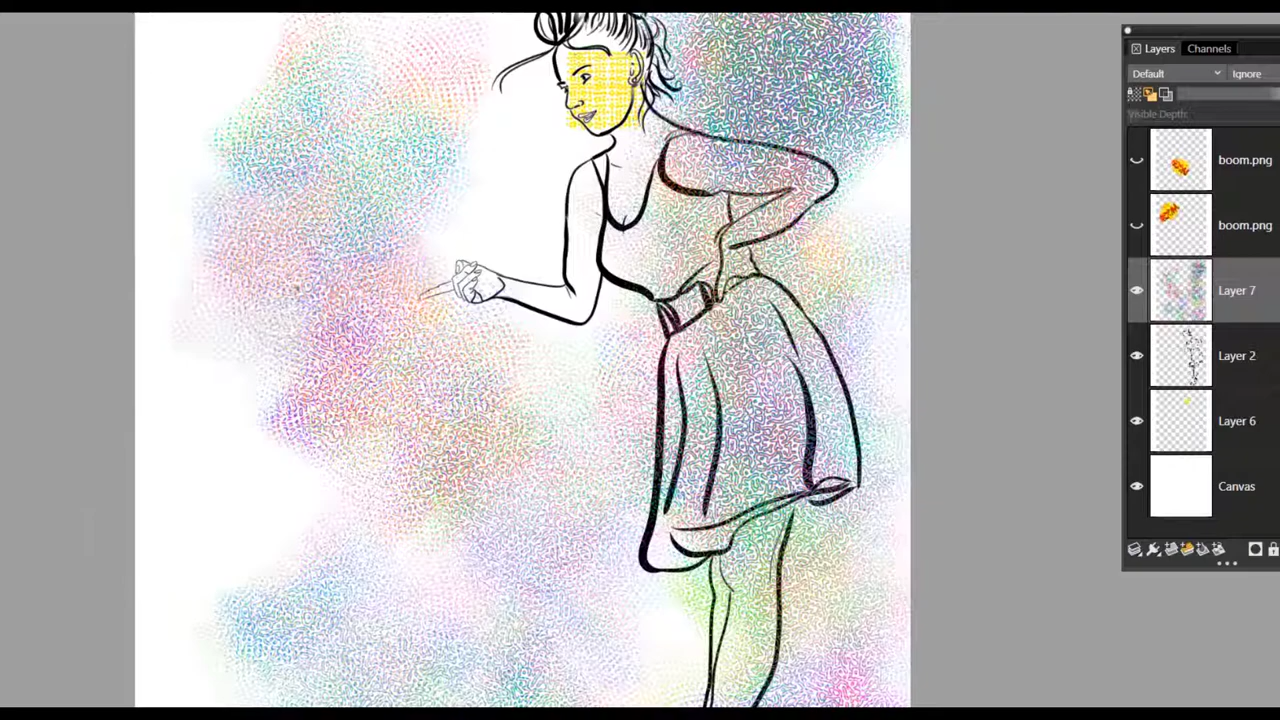 Layers Channels
Default Ignore
Visible Depth:
boom.png
boom.png
Layer 7
Layer 2
Layer 6
Canvas